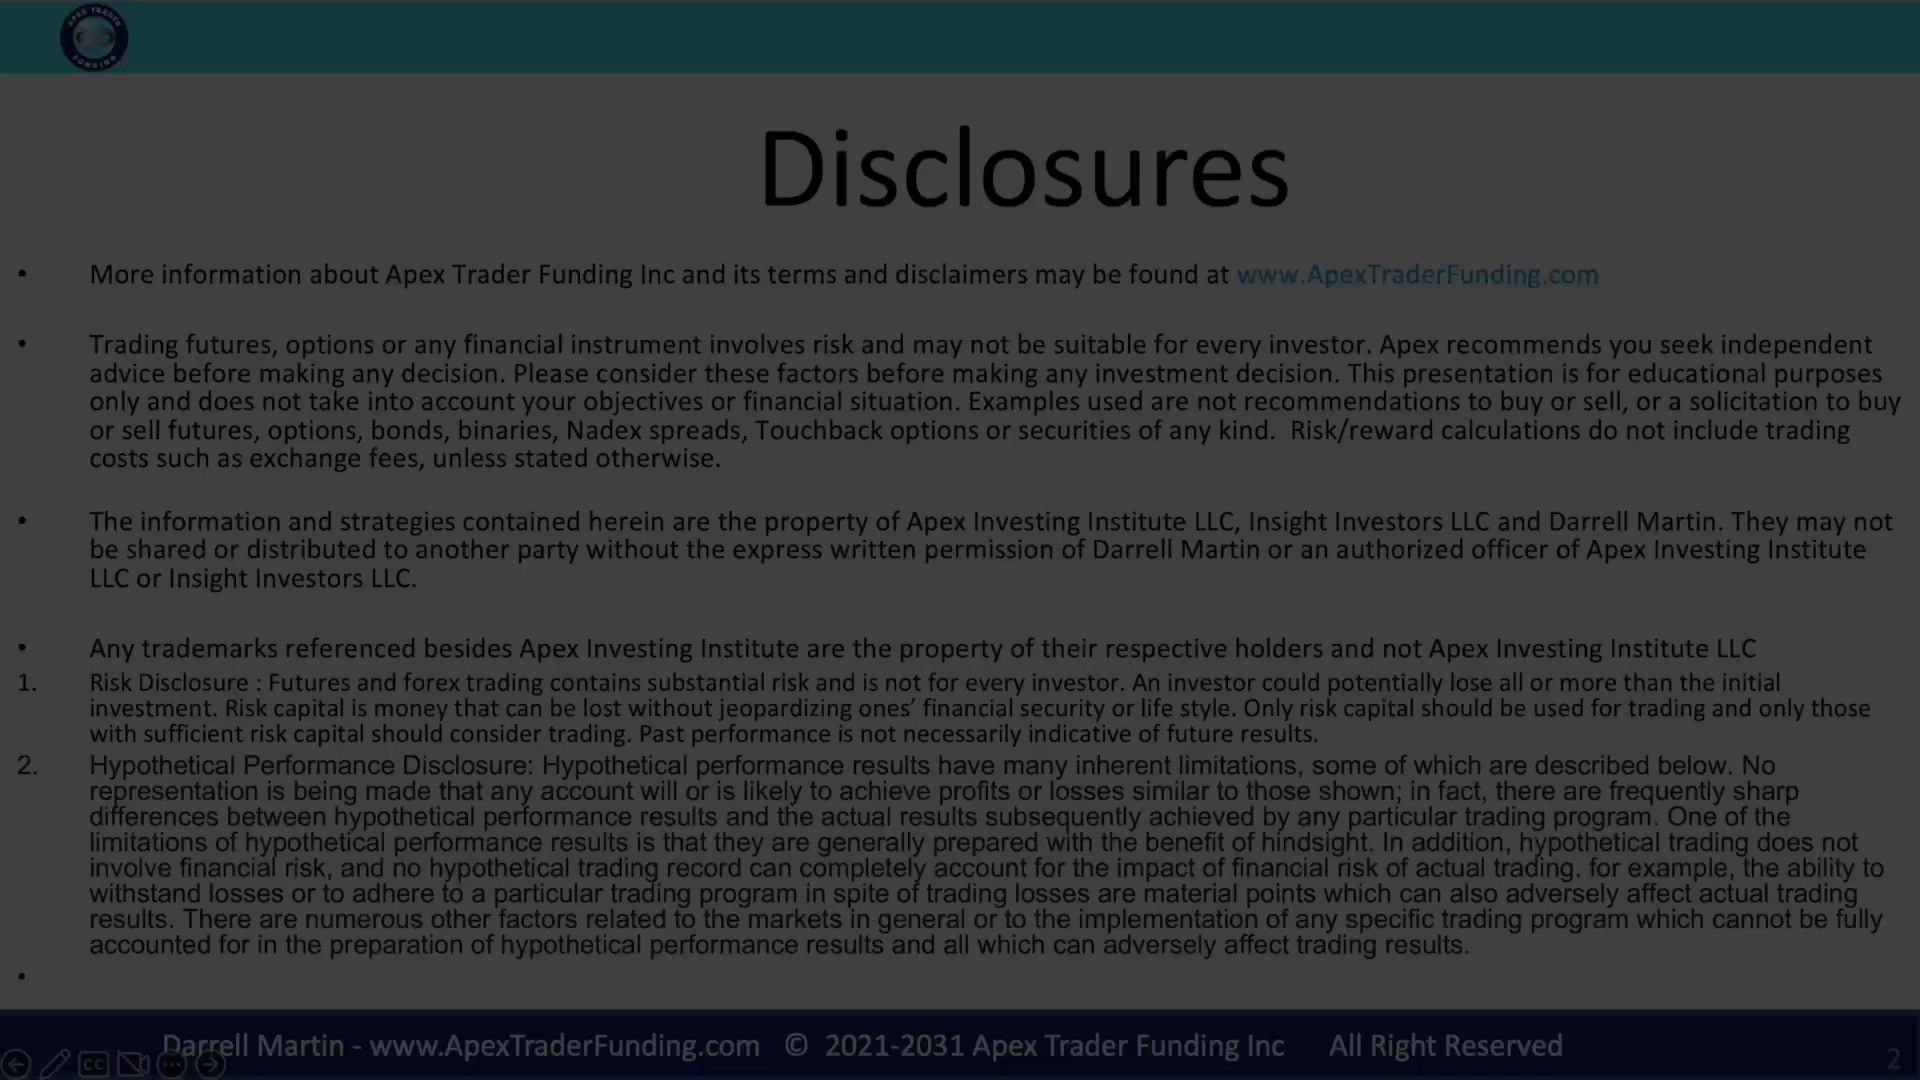 APEX TRADER
FUNDING
Disclosures
• More information about Apex Trader Funding Inc and its terms and disclaimers may be found at www.ApexTraderFunding.com
• Trading futures, options or any financial instrument involves risk and may not be suitable for every investor. Apex recommends you seek independent
advice before making any decision. Please consider these factors before making any investment decision. This presentation is for educational purposes
only and does not take into account your objectives or financial situation. Examples used are not recommendations to buy or sell, or a solicitation to buy
or sell futures, options, bonds, binaries, Nadex spreads, Touchback options or securities of any kind.  Risk/reward calculations do not include trading
costs such as exchange fees, unless stated otherwise.
• The information and strategies contained herein are the property of Apex Investing Institute LLC, Insight Investors LLC and Darrell Martin. They may not
be shared or distributed to another party without the express written permission of Darrell Martin or an authorized officer of Apex Investing Institute
LLC or Insight Investors LLC.
• Any trademarks referenced besides Apex Investing Institute are the property of their respective holders and not Apex Investing Institute LLC
1. Risk Disclosure : Futures and forex trading contains substantial risk and is not for every investor. An investor could potentially lose all or more than the initial
investment. Risk capital is money that can be lost without jeopardizing ones’ financial security or life style. Only risk capital should be used for trading and only those
with sufficient risk capital should consider trading. Past performance is not necessarily indicative of future results.
2. Hypothetical Performance Disclosure: Hypothetical performance results have many inherent limitations, some of which are described below. No
representation is being made that any account will or is likely to achieve profits or losses similar to those shown; in fact, there are frequently sharp
differences between hypothetical performance results and the actual results subsequently achieved by any particular trading program. One of the
limitations of hypothetical performance results is that they are generally prepared with the benefit of hindsight. In addition, hypothetical trading does not
involve financial risk, and no hypothetical trading record can completely account for the impact of financial risk of actual trading. for example, the ability to
withstand losses or to adhere to a particular trading program in spite of trading losses are material points which can also adversely affect actual trading
results. There are numerous other factors related to the markets in general or to the implementation of any specific trading program which cannot be fully
accounted for in the preparation of hypothetical performance results and all which can adversely affect trading results.
•
Darrell Martin - www.ApexTraderFunding.com © 2021-2031 Apex Trader Funding Inc All Right Reserved
CC
2